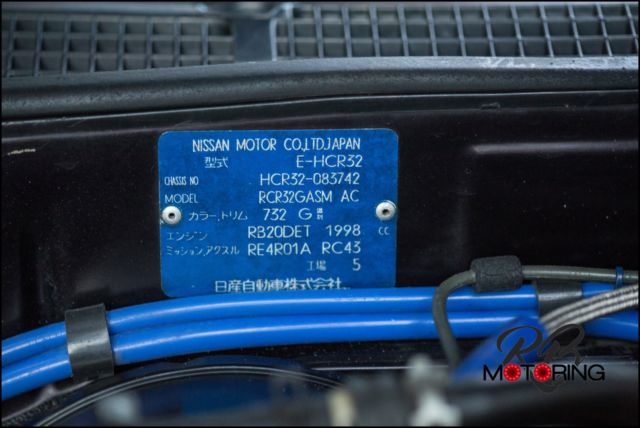 NISSAN MOTOR CO.,LTD.JAPAN
型式 E-HCR32
CHASSIS NO HCR32-083742
MODEL RCR32GASM AC
カラー,トリム 732 G
エンジン RB20DET 1998 CC
ミッション,アクスル RE4R01A RC43
工場 5
日産自動車株式会社
R&R
MOTORING